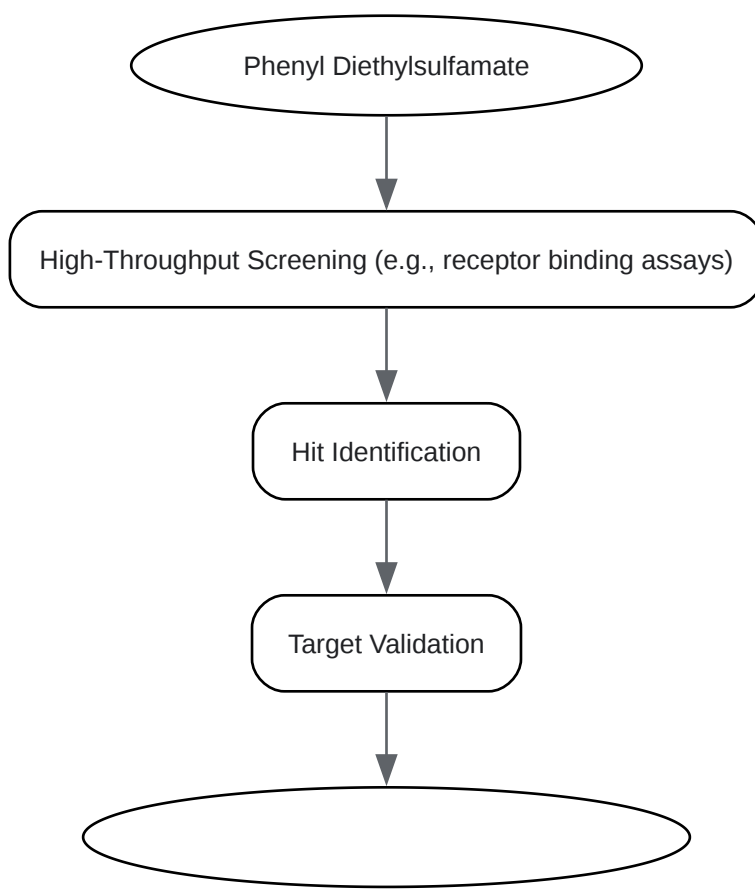 Phenyl Diethylsulfamate
High-Throughput Screening (e.g., receptor binding assays)
Hit Identification
Target Validation